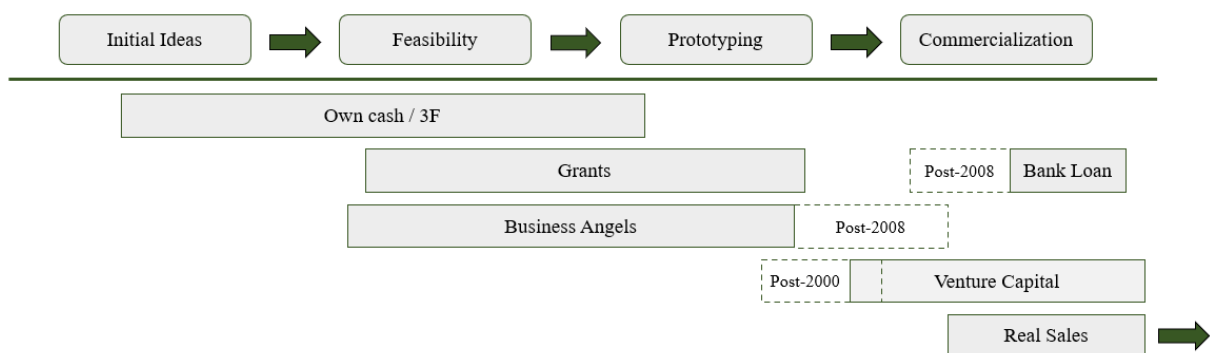 Initial Ideas
Feasibility
Prototyping
Commercialization
Own cash / 3F
Grants
Post-2008
Bank Loan
Business Angels
Post-2008
Post-2000
Venture Capital
Real Sales